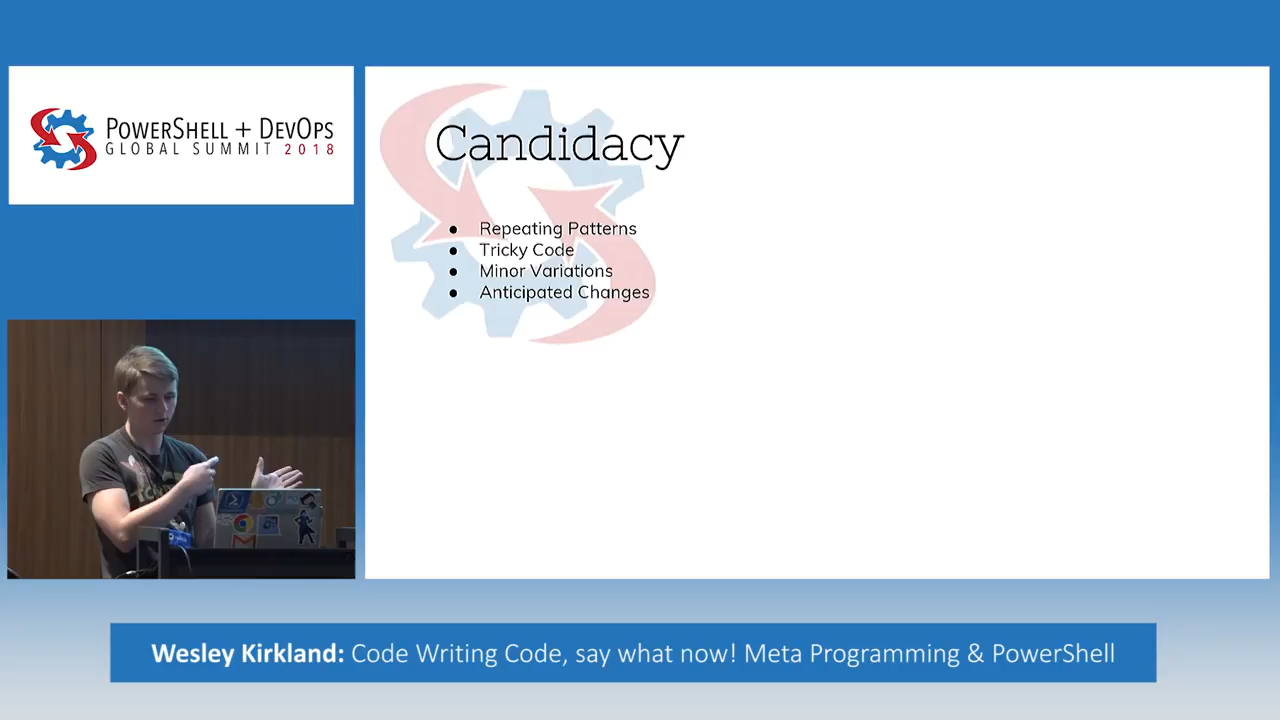 POWERSHELL + DEVOPS
GLOBAL SUMMIT 2018
Candidacy
● Repeating Patterns
● Tricky Code
● Minor Variations
● Anticipated Changes
Wesley Kirkland: Code Writing Code, say what now! Meta Programming & PowerShell